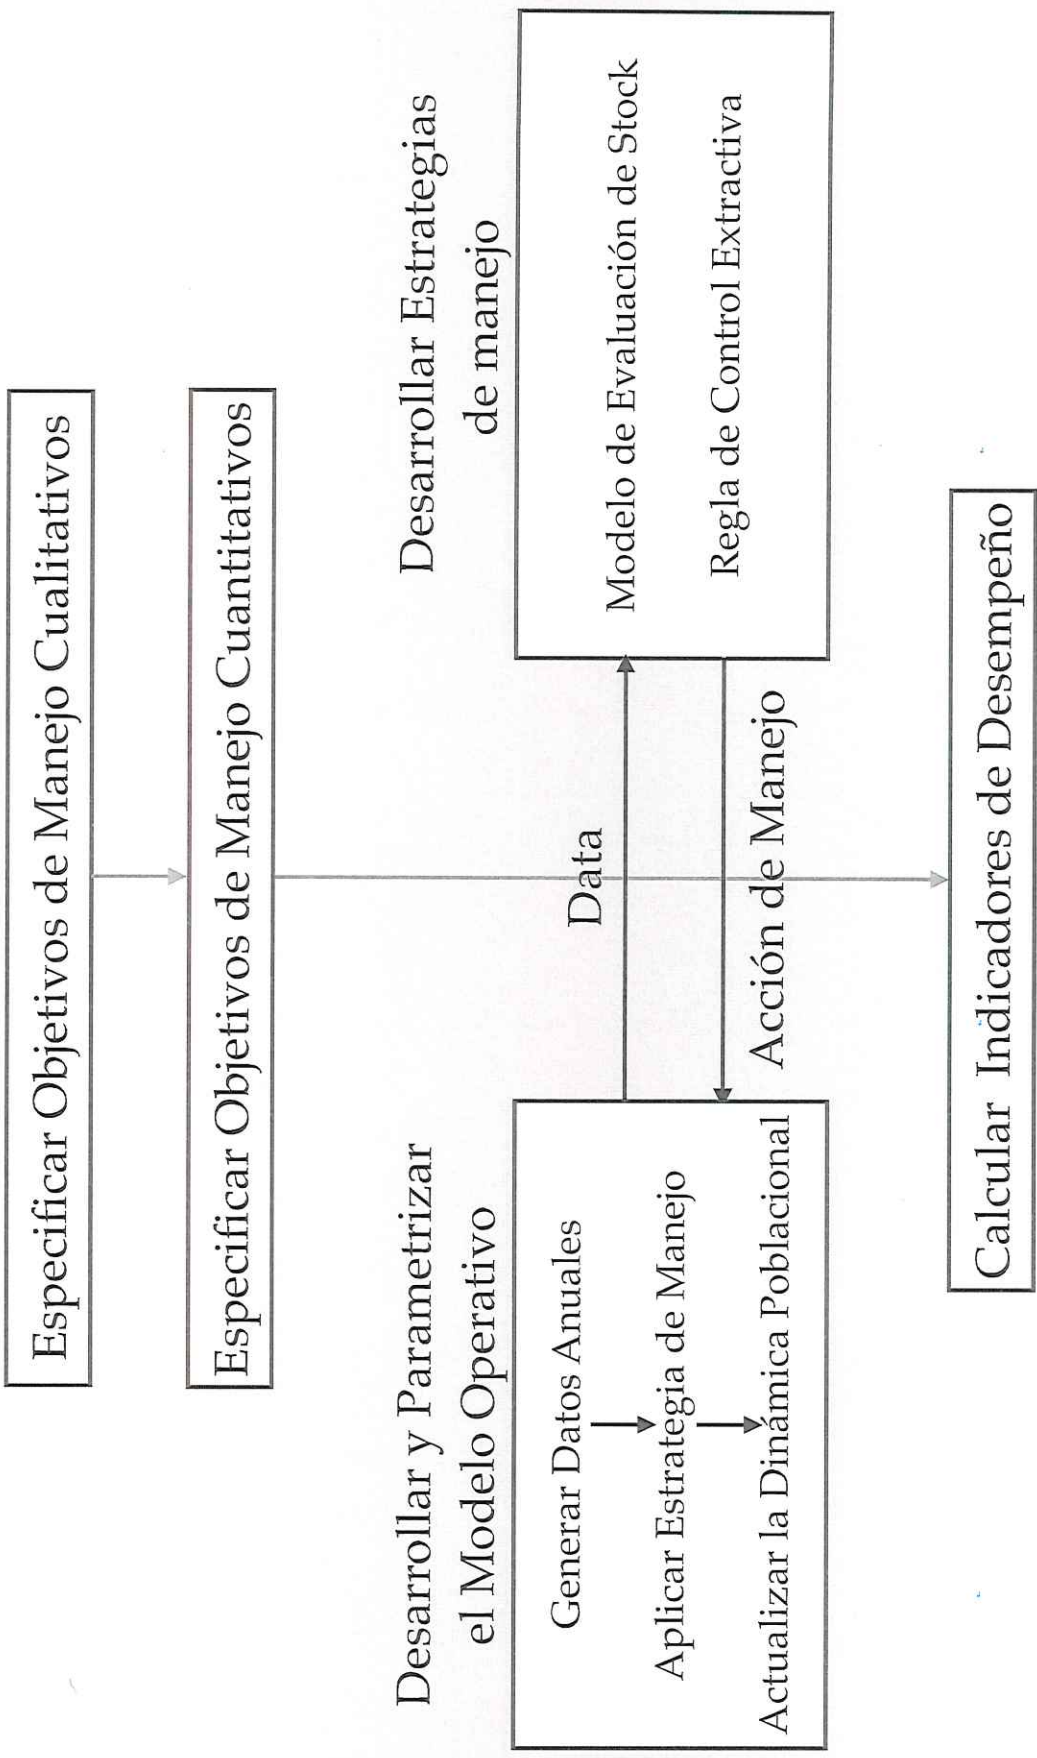 Especificar Objetivos de Manejo Cualitativos
Especificar Objetivos de Manejo Cuantitativos
Desarrollar y Parametrizar
el Modelo Operativo
Generar Datos Anuales
Aplicar Estrategia de Manejo
Actualizar la Dinámica Poblacional
Data
Acción de Manejo
Desarrollar Estrategias
de manejo
Modelo de Evaluación de Stock
Regla de Control Extractiva
Calcular Indicadores de Desempeño